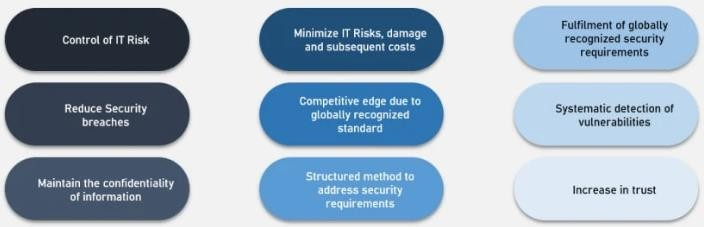 Control of IT Risk
Minimize IT Risks, damage
and subsequent costs
Fulfilment of globally
recognized security
requirements
Reduce Security
breaches
Competitive edge due to
globally recognized
standard
Systematic detection of
vulnerabilities
Maintain the confidentiality
of information
Structured method to
address security
requirements
Increase in trust